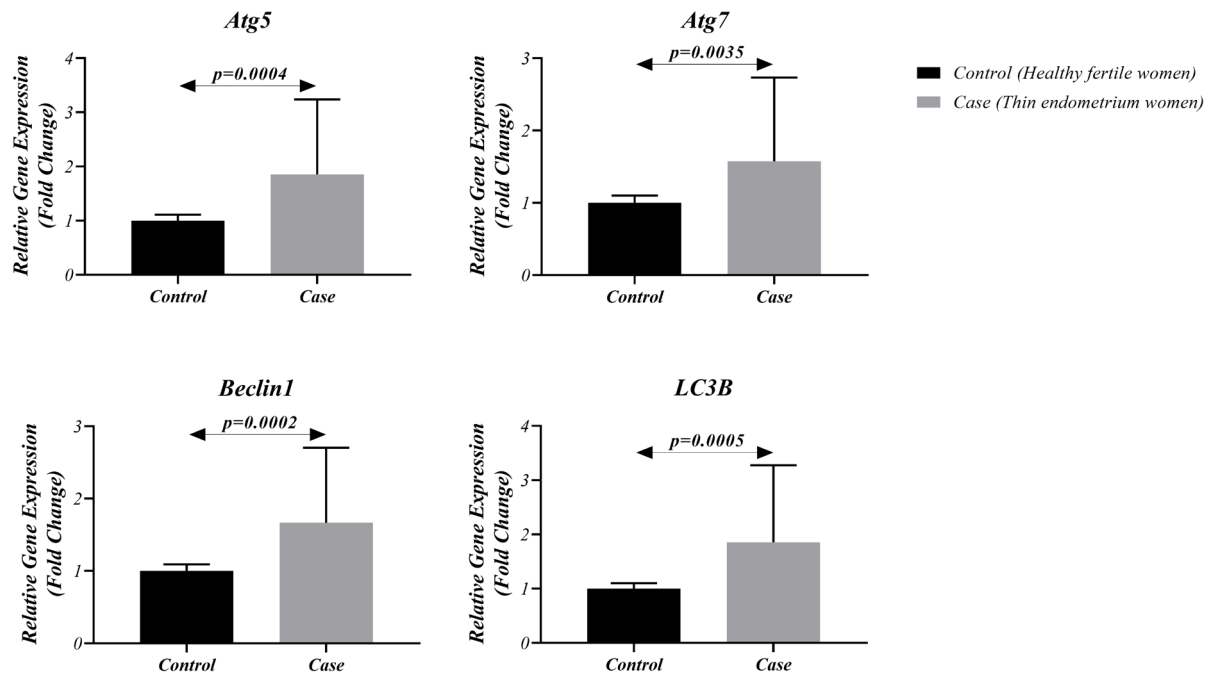 Atg5
Relative Gene Expression
(Fold Change)
4
3
2
1
0
p=0.0004
Control
Case
Atg7
Relative Gene Expression
(Fold Change)
3
2
1
0
p=0.0035
Control
Case
Control (Healthy fertile women)
Case (Thin endometrium women)
Beclin1
Relative Gene Expression
(Fold Change)
3
2
1
0
p=0.0002
Control
Case
LC3B
Relative Gene Expression
(Fold Change)
4
3
2
1
0
p=0.0005
Control
Case